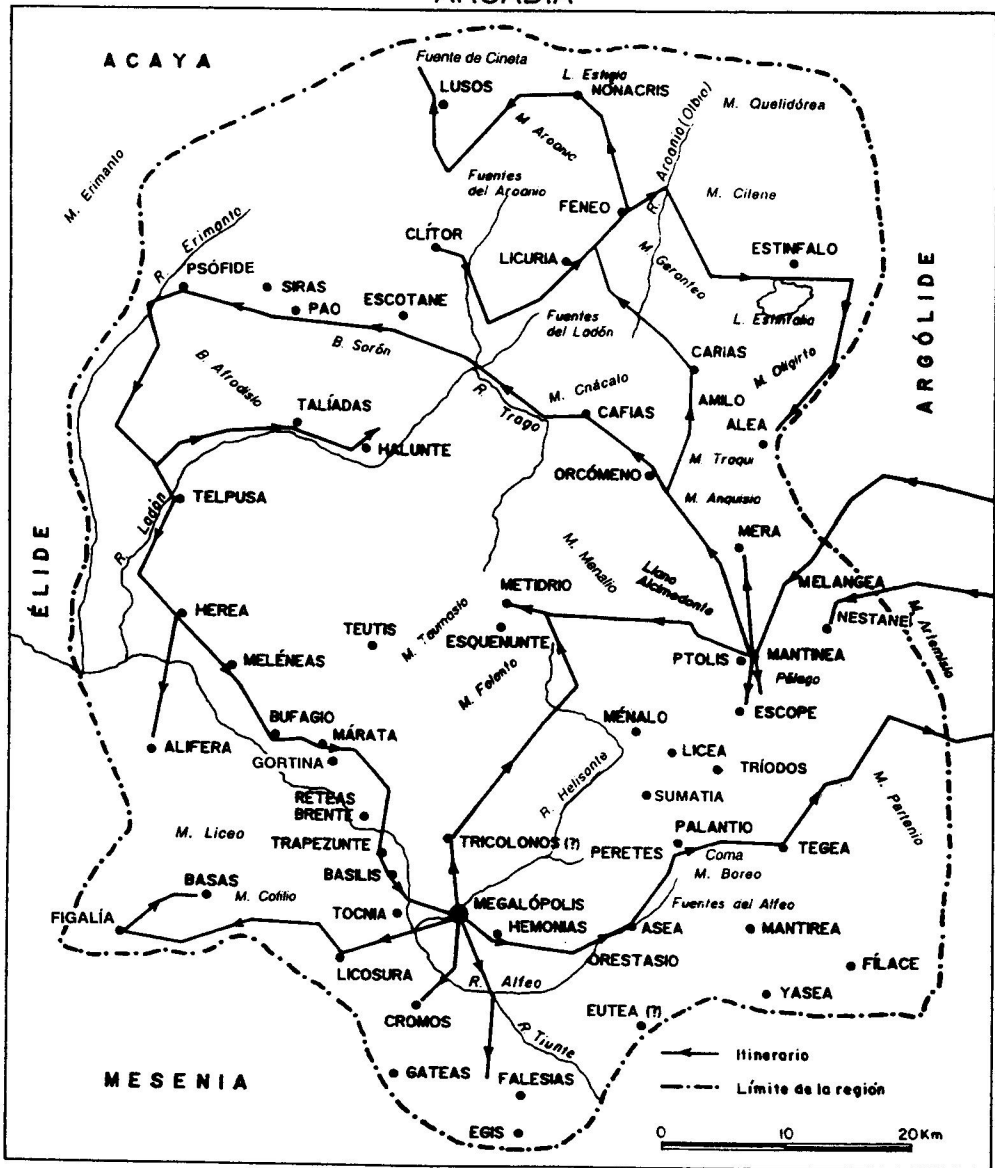 ARCADIA
ACAYA
Fuente de Cineta
LUSOS
L. Estigia
NONACRIS
M. Quelidórea
M. Aroanio
R. Aroanio (Olbio)
M. Erimanto
Fuentes
del Aroanio
M. Cilene
FENEO
R. Erimanto
CLÍTOR
LICURIA
M. Geronteo
ESTINFALO
PSÓFIDE
SIRAS
PAO
ESCOTANE
Fuentes
del Ladón
L. Estinfalia
ARGÓLIDE
B. Sorón
B. Afrodisio
R. Trago
M. Cnácalo
CARIAS
M. Oligirto
AMILO
TALÍADAS
CAFIAS
ALEA
HALUNTE
ORCÓMENO
M. Traqui
M. Anquisia
TELPUSA
R. Ladón
ÉLIDE
MERA
M. Menalio
Llano
Alcimedonte
MELANGEA
METIDRIO
NESTANE
M. Artemisio
HEREA
TEUTIS
M. Taumasio
ESQUENUNTE
MELÉNEAS
M. Falanto
PTOLIS
MANTINEA
Pélago
BUFAGIO
MÉNALO
ESCOPE
ALIFERA
MÁRATA
GORTINA
LICEA
TRÍODOS
R. Helisonte
RETEAS
BRENTE
SUMATIA
M. Partenio
M. Liceo
TRAPEZUNTE
TRICOLONOS (?)
PERETES
PALANTIO
Coma
TEGEA
BASILIS
M. Boreo
BASAS
M. Cotilio
MEGALÓPOLIS
Fuentes del Alfeo
FIGALÍA
TOCNIA
HEMONIAS
ASEA
MANTIREA
LICOSURA
ORESTASIO
FÍLACE
R. Alfeo
YASEA
CROMOS
EUTEA (?)
R. Tiunte
Itinerario
MESENIA
GATEAS
FALESIAS
Límite de la región
EGIS
0 10 20 Km